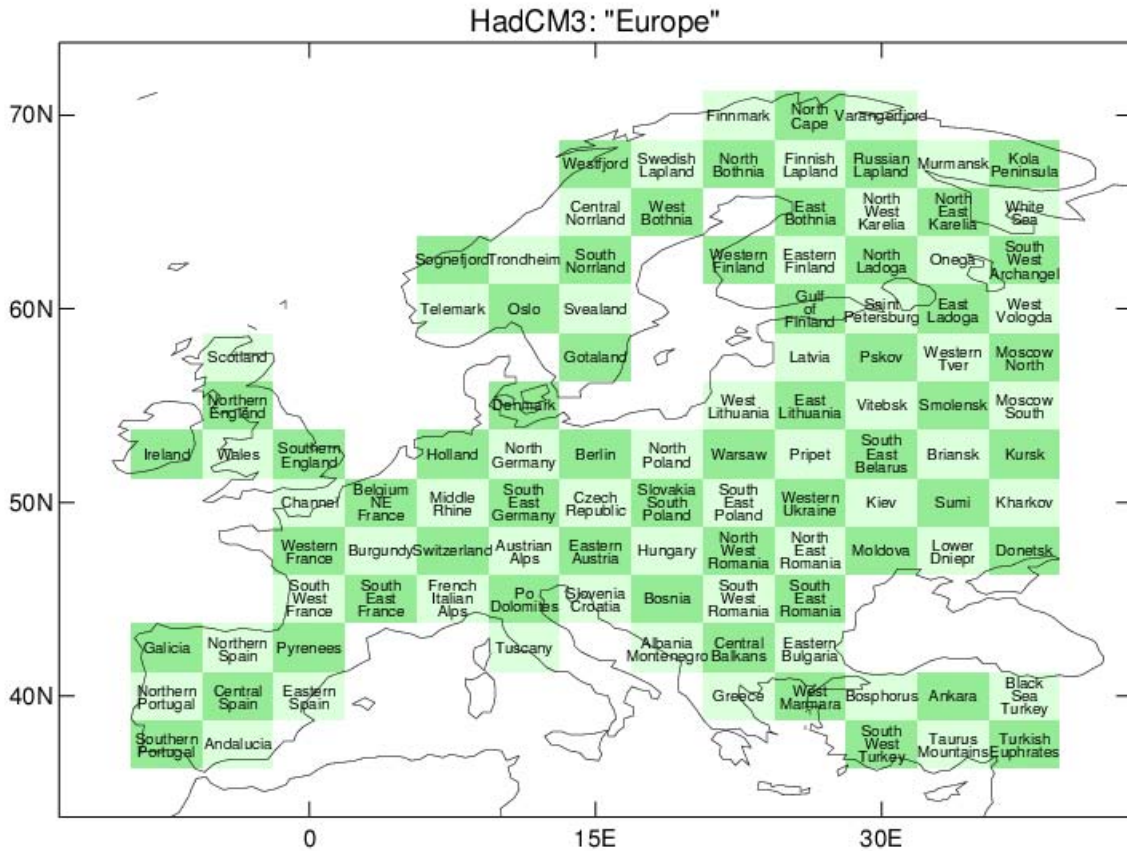 HadCM3: "Europe"
70N
Finnmark
North
Cape
Varangerfjord
Westfjord
Swedish
Lapland
North
Bothnia
Finnish
Lapland
Russian
Lapland
Murmansk
Kola
Peninsula
Central
Norrland
West
Bothnia
East
Bothnia
North
West
Karelia
North
East
Karelia
White
Sea
Sognefjord
Trondheim
South
Norrland
Western
Finland
Eastern
Finland
North
Ladoga
Onega
South
West
Archangel
60N
Telemark
Oslo
Svealand
Gulf
of
Finland
Saint
Petersburg
East
Ladoga
West
Vologda
Scotland
Gotaland
Latvia
Pskov
Western
Tver
Moscow
North
Northern
England
Denmark
West
Lithuania
East
Lithuania
Vitebsk
Smolensk
Moscow
South
Ireland
Wales
Southern
England
Holland
North
Germany
Berlin
North
Poland
Warsaw
Pripet
South
East
Belarus
Briansk
Kursk
50N
Channel
Belgium
NE
France
Middle
Rhine
South
East
Germany
Czech
Republic
Slovakia
South
Poland
South
East
Poland
Western
Ukraine
Kiev
Sumi
Kharkov
Western
France
Burgundy
Switzerland
Austrian
Alps
Eastern
Austria
Hungary
North
West
Romania
North
East
Romania
Moldova
Lower
Dniepr
Donetsk
South
West
France
South
East
France
French
Italian
Alps
Po
Dolomites
Slovenia
Croatia
Bosnia
South
West
Romania
South
East
Romania
Galicia
Northern
Spain
Pyrenees
Tuscany
Albania
Montenegro
Central
Balkans
Eastern
Bulgaria
40N
Northern
Portugal
Central
Spain
Eastern
Spain
Greece
West
Marmara
Bosphorus
Ankara
Black
Sea
Turkey
Southern
Portugal
Andalucia
South
West
Turkey
Taurus
Mountains
Turkish
Euphrates
0
15E
30E